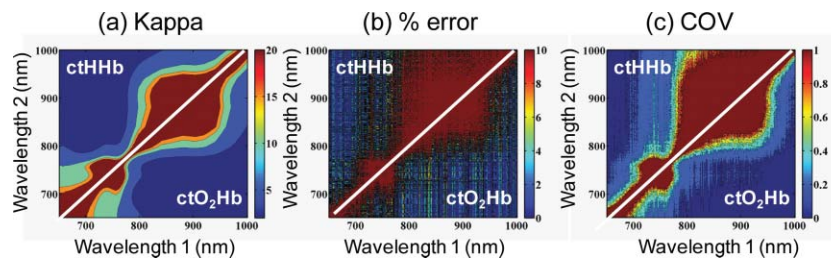 (a) Kappa
(b) % error
(c) COV
1000
900
800
700
Wavelength 2 (nm)
ctHHb
ctO₂Hb
20
15
10
5
700 800 900 1000
Wavelength 1 (nm)
1000
900
800
700
Wavelength 2 (nm)
ctHHb
ctO₂Hb
10
8
6
4
2
0
700 800 900 1000
Wavelength 1 (nm)
1000
900
800
700
Wavelength 2 (nm)
ctHHb
ctO₂Hb
1
0.8
0.6
0.4
0.2
0
700 800 900 1000
Wavelength 1 (nm)